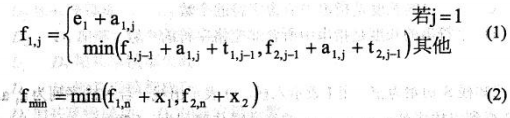 f₁,ⱼ = { e₁ + a₁,ⱼ 若j=1
min(f₁,ⱼ₋₁ + a₁,ⱼ + t₁,ⱼ₋₁, f₂,ⱼ₋₁ + a₁,ⱼ + t₂,ⱼ₋₁) 其他 (1)
fₘᵢₙ = min(f₁,ₙ + x₁, f₂,ₙ + x₂) (2)